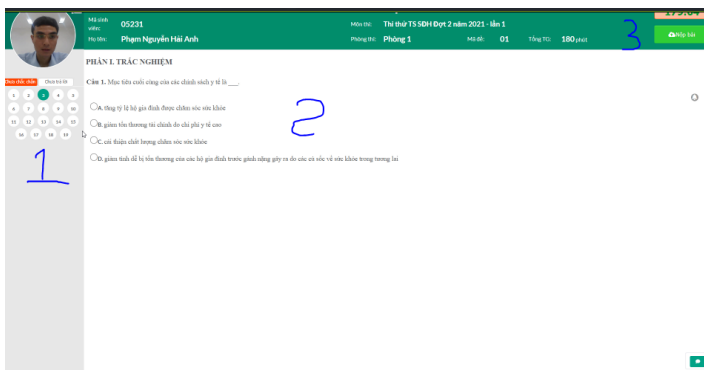 Mã sinh viên: 05231
Họ tên: Phạm Nguyễn Hải Anh
Môn thi: Thi thử T5 SĐH Đợt 2 năm 2021 - lần 1
Phòng thi: Phòng 1 Mã đề: 01 Tổng TG: 180 phút
3
Nộp bài
PHẦN I. TRẮC NGHIỆM
Chưa chắc chắn Chưa trả lời
1 2 3 4 5
6 7 8 9 10
11 12 13 14 15
16 17 18 19
1
Câu 1. Mục tiêu cuối cùng của các chính sách y tế là ___.
A. tăng tỷ lệ hộ gia đình được chăm sóc sức khỏe
B. giảm tổn thương tài chính do chi phí y tế cao
C. cải thiện chất lượng chăm sóc sức khỏe
D. giảm tính dễ bị tổn thương của các hộ gia đình trước gánh nặng gây ra do các cú sốc về sức khỏe trong tương lai
2